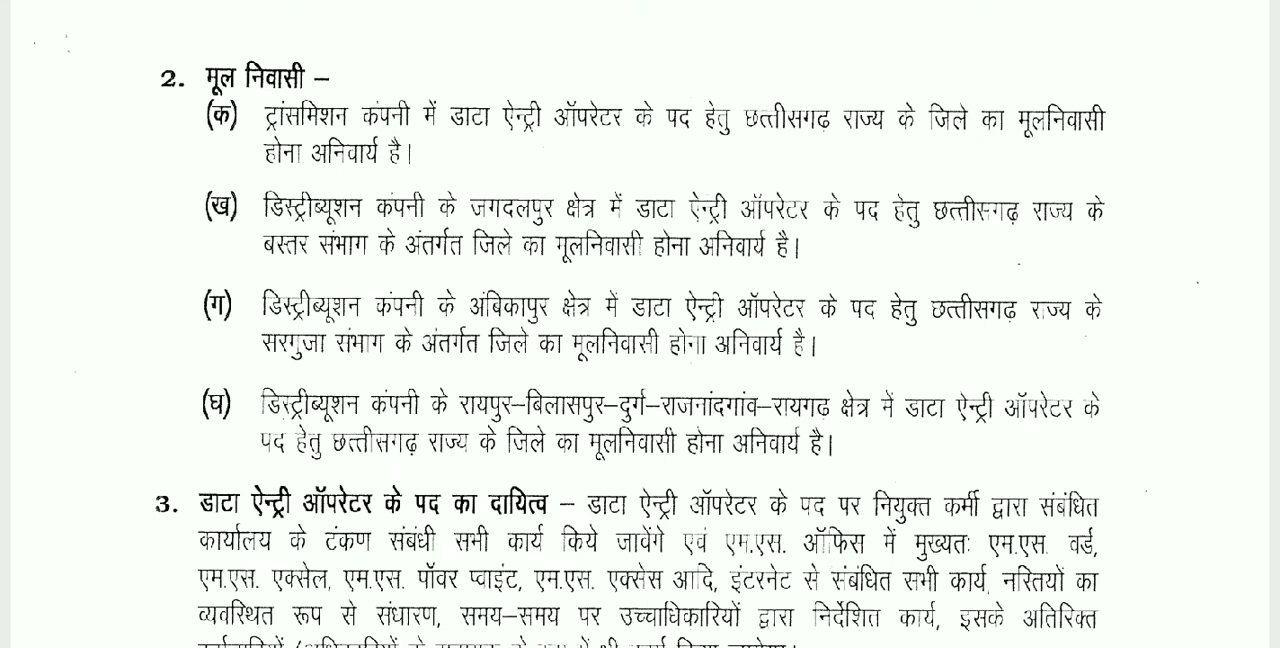 2. मूल निवासी –
(क) ट्रांसमिशन कंपनी में डाटा ऐन्ट्री ऑपरेटर के पद हेतु छत्तीसगढ़ राज्य के जिले का मूलनिवासी
होना अनिवार्य है।
(ख) डिस्ट्रीब्यूशन कंपनी के जगदलपुर क्षेत्र में डाटा ऐन्ट्री ऑपरेटर के पद हेतु छत्तीसगढ़ राज्य के
बस्तर संभाग के अंतर्गत जिले का मूलनिवासी होना अनिवार्य है।
(ग) डिस्ट्रीब्यूशन कंपनी के अंबिकापुर क्षेत्र में डाटा ऐन्ट्री ऑपरेटर के पद हेतु छत्तीसगढ़ राज्य के
सरगुजा संभाग के अंतर्गत जिले का मूलनिवासी होना अनिवार्य है।
(घ) डिस्ट्रीब्यूशन कंपनी के रायपुर–बिलासपुर–दुर्ग–राजनांदगांव–रायगढ क्षेत्र में डाटा ऐन्ट्री ऑपरेटर के
पद हेतु छत्तीसगढ़ राज्य के जिले का मूलनिवासी होना अनिवार्य है।
3. डाटा ऐन्ट्री ऑपरेटर के पद का दायित्व – डाटा ऐन्ट्री ऑपरेटर के पद पर नियुक्त कर्मी द्वारा संबंधित
कार्यालय के टंकण संबंधी सभी कार्य किये जावेंगे एवं एम.एस. ऑफिस में मुख्यतः एम.एस. वर्ड,
एम.एस. एक्सेल, एम.एस. पॉवर प्वाइंट, एम.एस. एक्सेस आदि, इंटरनेट से संबंधित सभी कार्य, नस्तियों का
व्यवस्थित रूप से संधारण, समय–समय पर उच्चाधिकारियों द्वारा निर्देशित कार्य, इसके अतिरिक्त